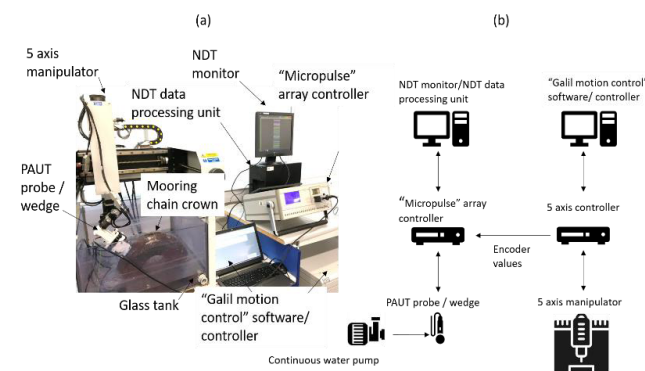 (a)
(b)
5 axis
manipulator
NDT
monitor
"Micropulse"
array controller
NDT data
processing unit
PAUT
probe /
wedge
Mooring
chain crown
Glass tank
"Galil motion
control" software/
controller
NDT monitor/NDT data
processing unit
"Galil motion control"
software/ controller
"Micropulse" array
controller
5 axis controller
Encoder
values
PAUT probe / wedge
5 axis manipulator
Continuous water pump